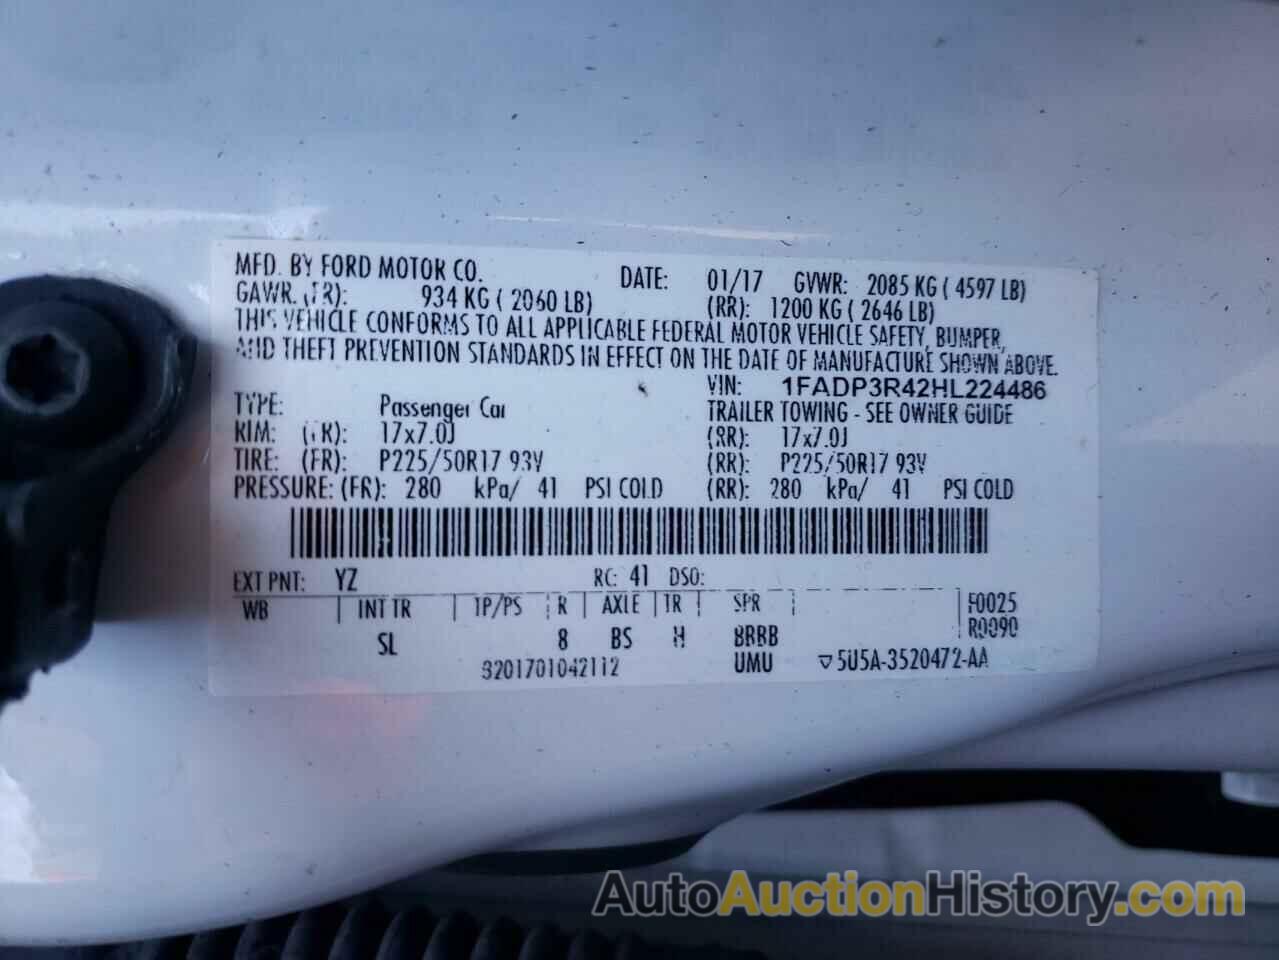 MFD. BY FORD MOTOR CO. DATE: 01/17 GVWR: 2085 KG ( 4597 LB)
GAWR. (FR): 934 KG ( 2060 LB) (RR): 1200 KG ( 2646 LB)
THIS VEHICLE CONFORMS TO ALL APPLICABLE FEDERAL MOTOR VEHICLE SAFETY, BUMPER,
AND THEFT PREVENTION STANDARDS IN EFFECT ON THE DATE OF MANUFACTURE SHOWN ABOVE.
VIN: 1FADP3R42HL224486
TYPE: Passenger Car TRAILER TOWING - SEE OWNER GUIDE
RIM: (FR): 17x7.0J (RR): 17x7.0J
TIRE: (FR): P225/50R17 93V (RR): P225/50R17 93V
PRESSURE: (FR): 280 kPa/ 41 PSI COLD (RR): 280 kPa/ 41 PSI COLD
EXT PNT: YZ RC: 41 DSO:
WB INT TR TP/PS R AXLE TR SPR F0025
SL 8 BS H BRBB R0090
3201701042112 UMU ▽5U5A-3520472-AA
AutoAuctionHistory.com